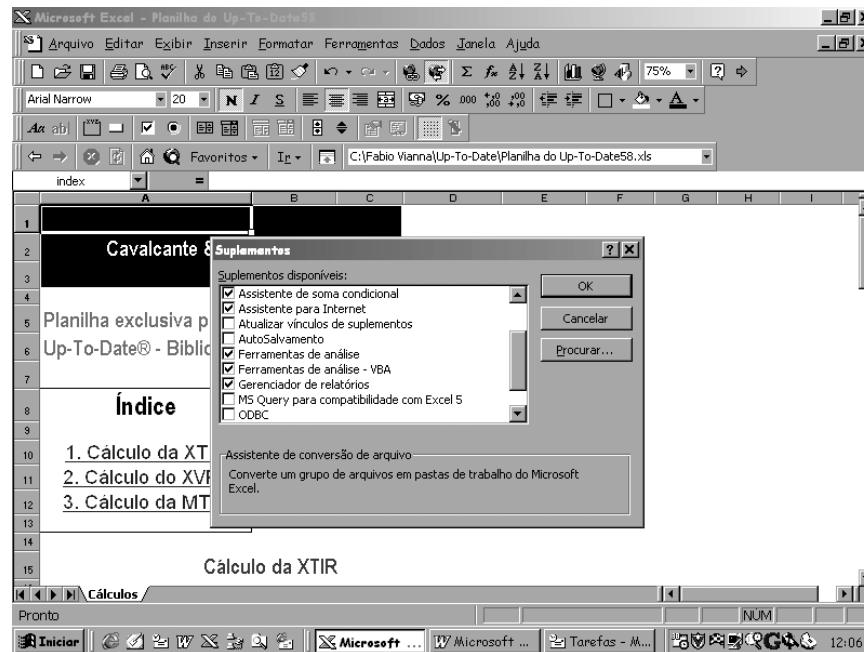 Microsoft Excel - Planilha do Up-To-Date58
Arquivo Editar Exibir Inserir Formatar Ferramentas Dados Janela Ajuda
75%
Arial Narrow 20 N I S % 000
Favoritos Ir C:\Fabio Vianna\Up-To-Date\Planilha do Up-To-Date58.xls
index =
A B C D E F G H I
1
2 Cavalcante &
3
4
5 Planilha exclusiva p
6 Up-To-Date® - Biblio
7
8 Índice
9
10 1. Cálculo da XT
11 2. Cálculo do XVP
12 3. Cálculo da MT
13
14
15 Cálculo da XTIR
Suplementos
Suplementos disponíveis:
Assistente de soma condicional
Assistente para Internet
Atualizar vínculos de suplementos
AutoSalvamento
Ferramentas de análise
Ferramentas de análise - VBA
Gerenciador de relatórios
MS Query para compatibilidade com Excel 5
ODBC
OK
Cancelar
Procurar...
Assistente de conversão de arquivo
Converte um grupo de arquivos em pastas de trabalho do Microsoft
Excel.
Cálculos
Pronto NÚM
Iniciar Microsoft ... Microsoft ... Tarefas - M... 12:06